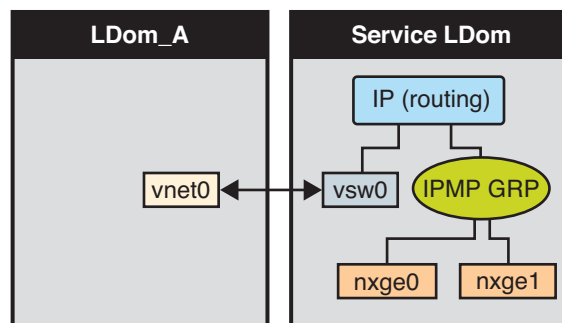 LDom_A
Service LDom
IP (routing)
vnet0
vsw0
IPMP GRP
nxge0
nxge1